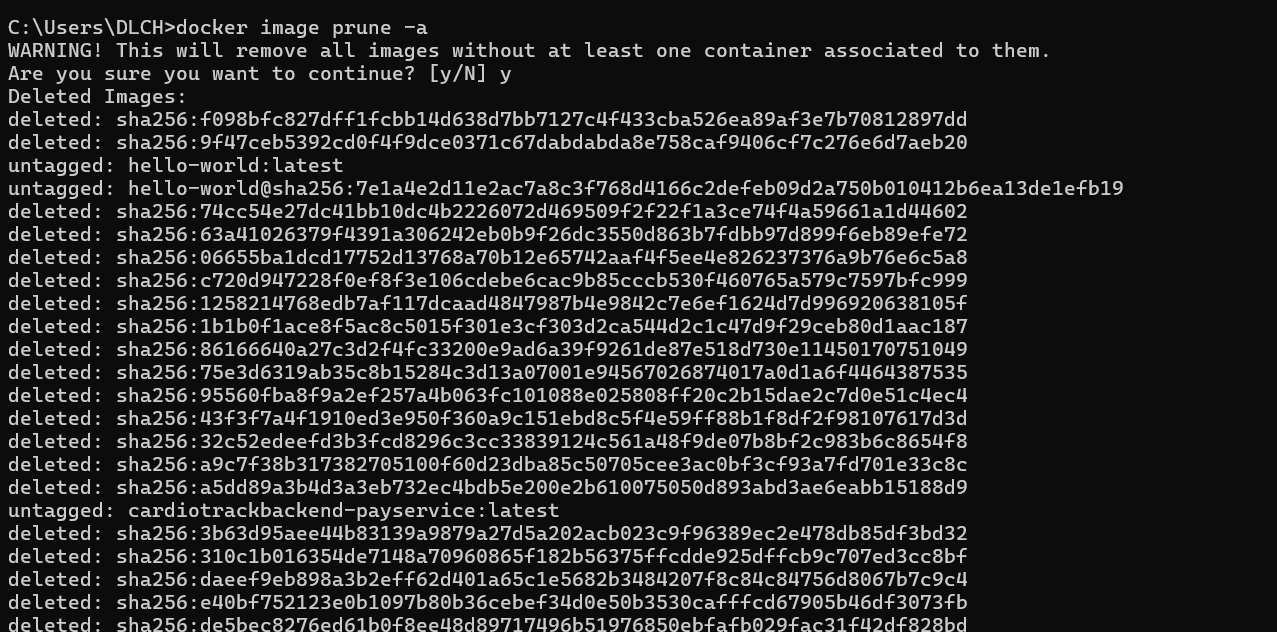 C:\Users\DLCH>docker image prune -a
WARNING! This will remove all images without at least one container associated to them.
Are you sure you want to continue? [y/N] y
Deleted Images:
deleted: sha256:f098bfc827dff1fcbb14d638d7bb7127c4f433cba526ea89af3e7b70812897dd
deleted: sha256:9f47ceb5392cd0f4f9dce0371c67dabdabda8e758caf9406cf7c276e6d7aeb20
untagged: hello-world:latest
untagged: hello-world@sha256:7e1a4e2d11e2ac7a8c3f768d4166c2defeb09d2a750b010412b6ea13de1efb19
deleted: sha256:74cc54e27dc41bb10dc4b2226072d469509f2f22f1a3ce74f4a59661a1d44602
deleted: sha256:63a41026379f4391a306242eb0b9f26dc3550d863b7fdbb97d899f6eb89efe72
deleted: sha256:06655ba1dcd17752d13768a70b12e65742aaf4f5ee4e826237376a9b76e6c5a8
deleted: sha256:c720d947228f0ef8f3e106cdebe6cac9b85cccb530f460765a579c7597bfc999
deleted: sha256:1258214768edb7af117dcaad4847987b4e9842c7e6ef1624d7d996920638105f
deleted: sha256:1b1b0f1ace8f5ac8c5015f301e3cf303d2ca544d2c1c47d9f29ceb80d1aac187
deleted: sha256:86166640a27c3d2f4fc33200e9ad6a39f9261de87e518d730e11450170751049
deleted: sha256:75e3d6319ab35c8b15284c3d13a07001e94567026874017a0d1a6f4464387535
deleted: sha256:95560fba8f9a2ef257a4b063fc101088e025808ff20c2b15dae2c7d0e51c4ec4
deleted: sha256:43f3f7a4f1910ed3e950f360a9c151ebd8c5f4e59ff88b1f8df2f98107617d3d
deleted: sha256:32c52edeefd3b3fcd8296c3cc33839124c561a48f9de07b8bf2c983b6c8654f8
deleted: sha256:a9c7f38b317382705100f60d23dba85c50705cee3ac0bf3cf93a7fd701e33c8c
deleted: sha256:a5dd89a3b4d3a3eb732ec4bdb5e200e2b610075050d893abd3ae6eabb15188d9
untagged: cardiotrackbackend-payservice:latest
deleted: sha256:3b63d95aee44b83139a9879a27d5a202acb023c9f96389ec2e478db85df3bd32
deleted: sha256:310c1b016354de7148a70960865f182b56375ffcdde925dffcb9c707ed3cc8bf
deleted: sha256:daeef9eb898a3b2eff62d401a65c1e5682b3484207f8c84c84756d8067b7c9c4
deleted: sha256:e40bf752123e0b1097b80b36cebef34d0e50b3530cafffcd67905b46df3073fb
deleted: sha256:de5bec8276ed61b0f8ee48d89717496b51976850ebfafb029fac31f42df828bd